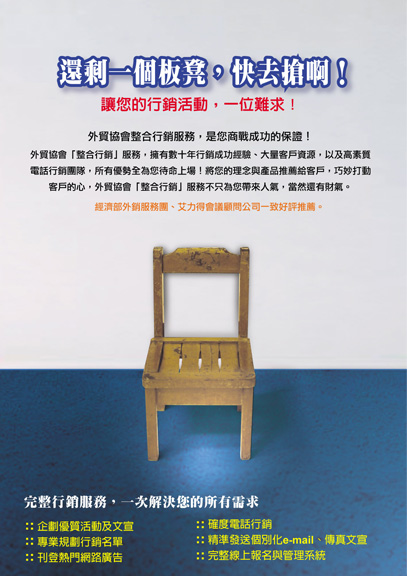 還剩一個板凳，快去搶啊！
讓您的行銷活動，一位難求！
外貿協會整合行銷服務，是您商戰成功的保證！
外貿協會「整合行銷」服務，擁有數十年行銷成功經驗、大量客戶資源，以及高素質
電話行銷團隊，所有優勢全為您待命上場！將您的理念與產品推薦給客戶，巧妙打動
客戶的心，外貿協會「整合行銷」服務不只為您帶來人氣，當然還有財氣。
經濟部外銷服務團、艾力得會議顧問公司一致好評推薦。
完整行銷服務，一次解決您的所有需求
:: 企劃優質活動及文宣
:: 專業規劃行銷名單
:: 刊登熱門網路廣告
:: 確度電話行銷
:: 精準發送個別化e-mail、傳真文宣
:: 完整線上報名與管理系統